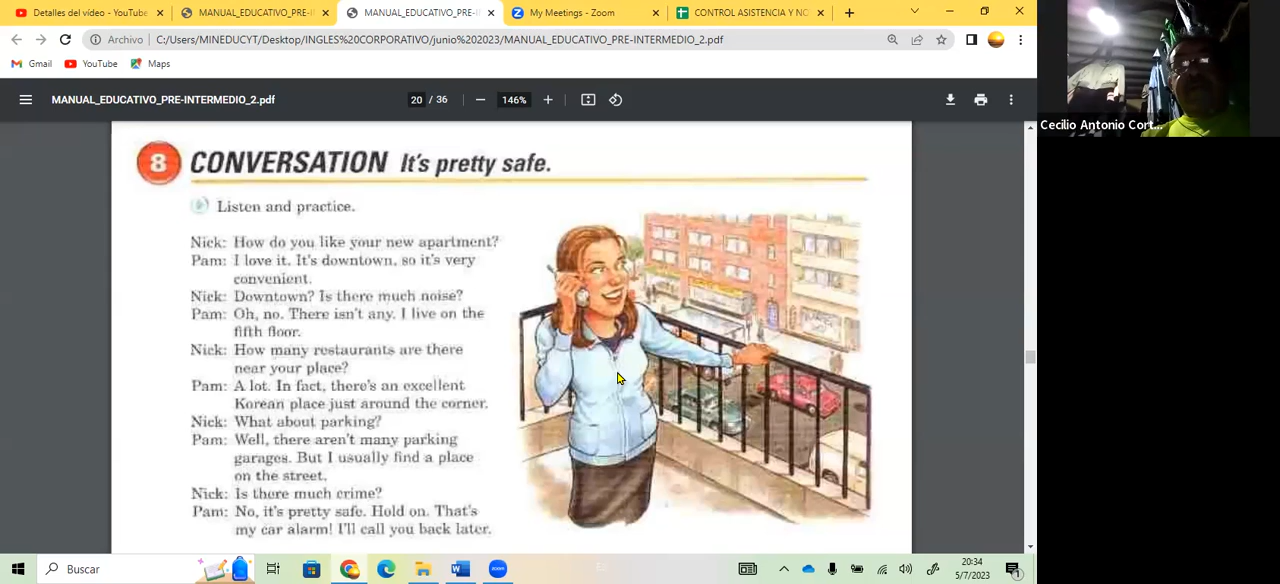 Detalles del vídeo - YouTube
MANUAL_EDUCATIVO_PRE-I
MANUAL_EDUCATIVO_PRE-I
My Meetings - Zoom
CONTROL ASISTENCIA Y NO
Archivo
C:/Users/MINEDUCYT/Desktop/INGLES%20CORPORATIVO/junio%202023/MANUAL_EDUCATIVO_PRE-INTERMEDIO_2.pdf
Gmail
YouTube
Maps
MANUAL_EDUCATIVO_PRE-INTERMEDIO_2.pdf
20 / 36
146%
Cecilio Antonio Cort...
8 CONVERSATION It's pretty safe.
Listen and practice.
Nick: How do you like your new apartment?
Pam: I love it. It's downtown, so it's very
convenient.
Nick: Downtown? Is there much noise?
Pam: Oh, no. There isn't any. I live on the
fifth floor.
Nick: How many restaurants are there
near your place?
Pam: A lot. In fact, there's an excellent
Korean place just around the corner.
Nick: What about parking?
Pam: Well, there aren't many parking
garages. But I usually find a place
on the street.
Nick: Is there much crime?
Pam: No, it's pretty safe. Hold on. That's
my car alarm! I'll call you back later.
Buscar
zoom
20:34
5/7/2023
1